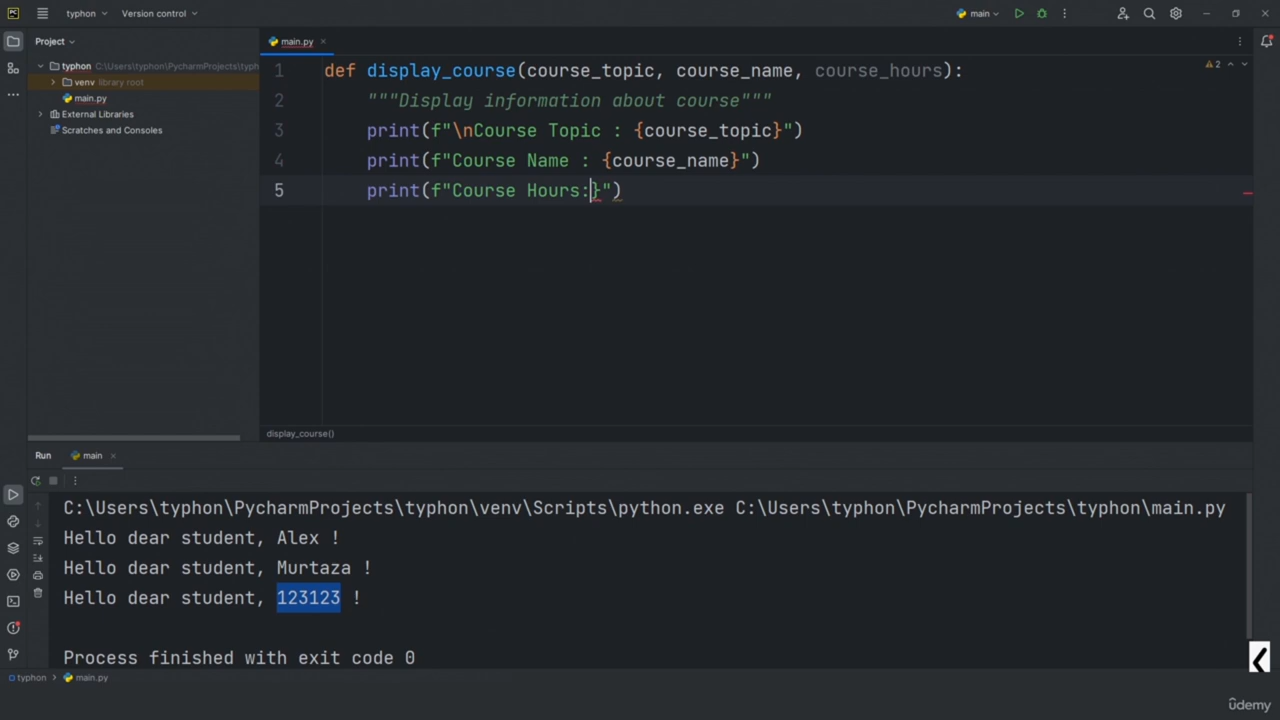 PC typhon Version control main
Project
main.py
typhon C:\Users\typhon\PycharmProjects\typh
venv library root
main.py
External Libraries
Scratches and Consoles
2
1 def display_course(course_topic, course_name, course_hours):
2 """Display information about course"""
3 print(f"\nCourse Topic : {course_topic}")
4 print(f"Course Name : {course_name}")
5 print(f"Course Hours:}")
display_course()
Run main
C:\Users\typhon\PycharmProjects\typhon\venv\Scripts\python.exe C:\Users\typhon\PycharmProjects\typhon\main.py
Hello dear student, Alex !
Hello dear student, Murtaza !
Hello dear student, 123123 !
Process finished with exit code 0
typhon > main.py
ûdemy